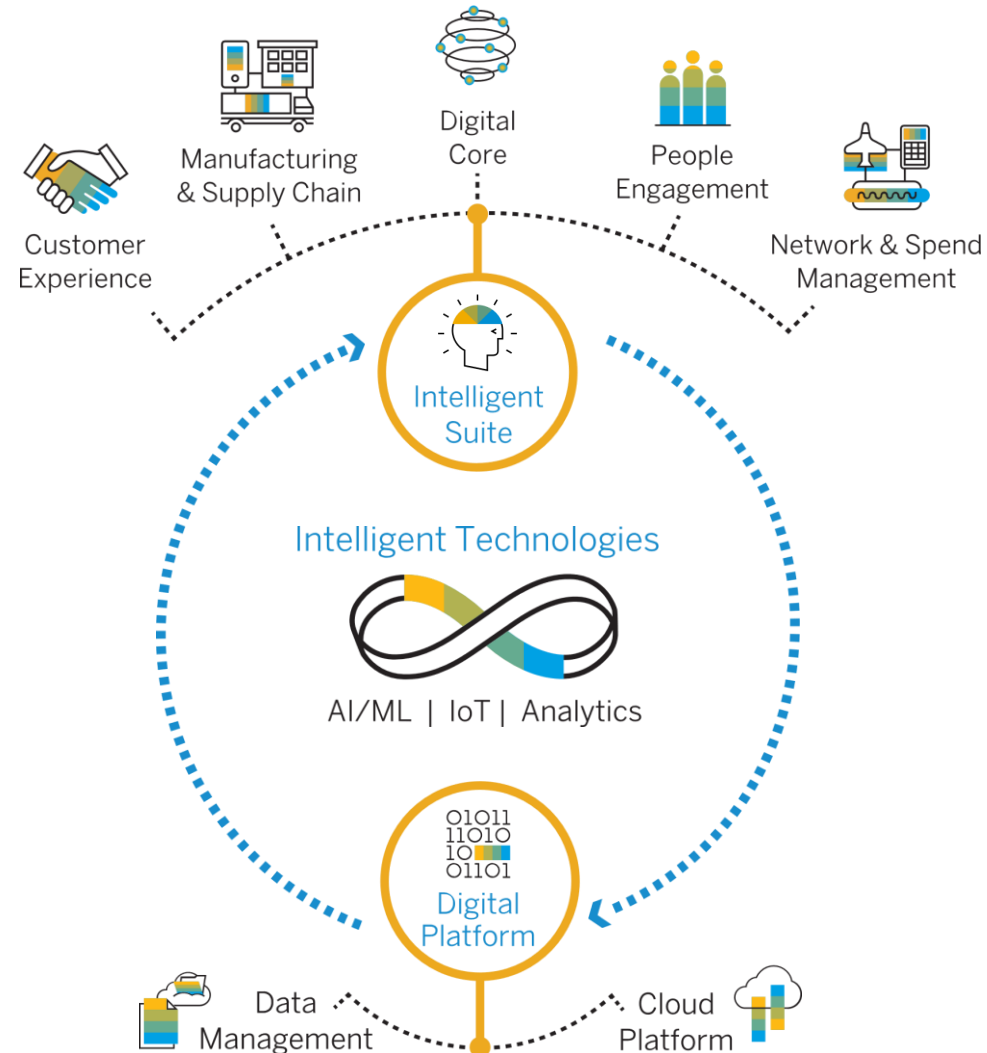 Digital
Core
Manufacturing
& Supply Chain
People
Engagement
Customer
Experience
Network & Spend
Management
Intelligent
Suite
Intelligent Technologies
AI/ML | IoT | Analytics
01011
11010
10
01101
Digital
Platform
Data
Management
Cloud
Platform